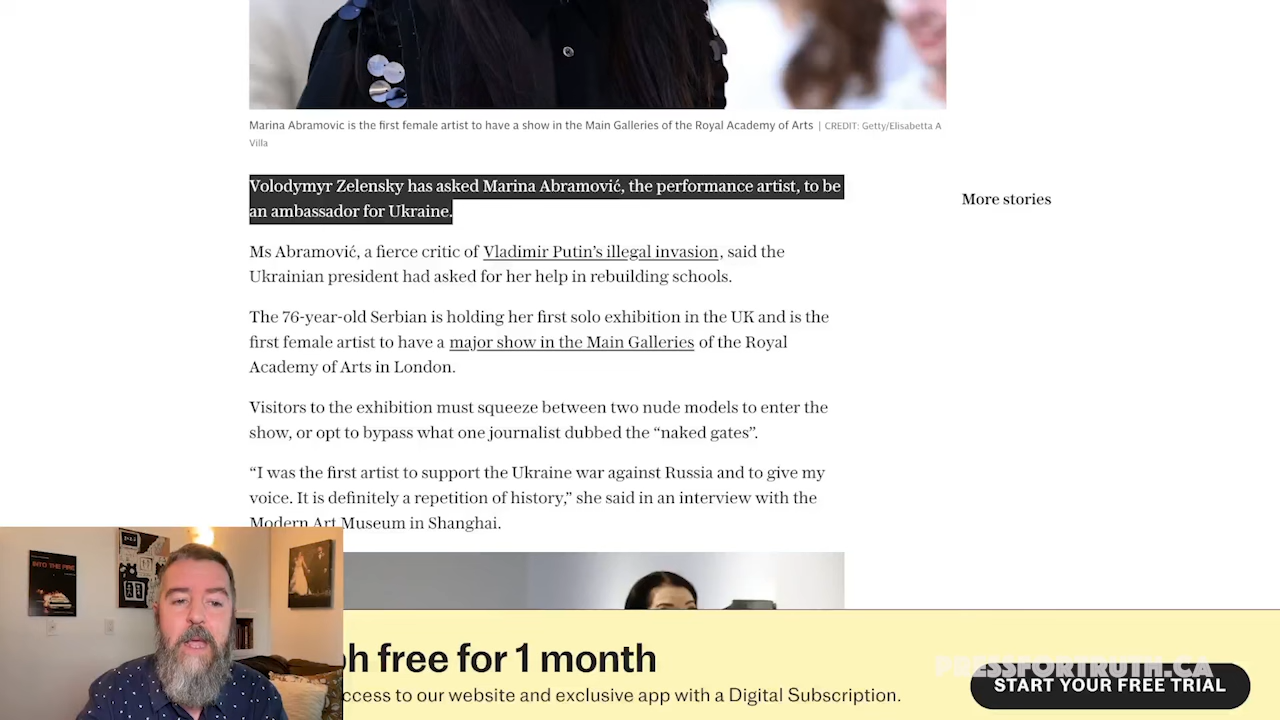 Marina Abramovic is the first female artist to have a show in the Main Galleries of the Royal Academy of Arts | CREDIT: Getty/Elisabetta A
Villa
Volodymyr Zelensky has asked Marina Abramović, the performance artist, to be
an ambassador for Ukraine.
More stories
Ms Abramović, a fierce critic of Vladimir Putin’s illegal invasion, said the
Ukrainian president had asked for her help in rebuilding schools.
The 76-year-old Serbian is holding her first solo exhibition in the UK and is the
first female artist to have a major show in the Main Galleries of the Royal
Academy of Arts in London.
Visitors to the exhibition must squeeze between two nude models to enter the
show, or opt to bypass what one journalist dubbed the “naked gates”.
“I was the first artist to support the Ukraine war against Russia and to give my
voice. It is definitely a repetition of history,” she said in an interview with the
Modern Art Museum in Shanghai.
INTO THE FIRE
free for 1 month
to our website and exclusive app with a Digital Subscription.
PRESSFORTRUTH.CA
START YOUR FREE TRIAL